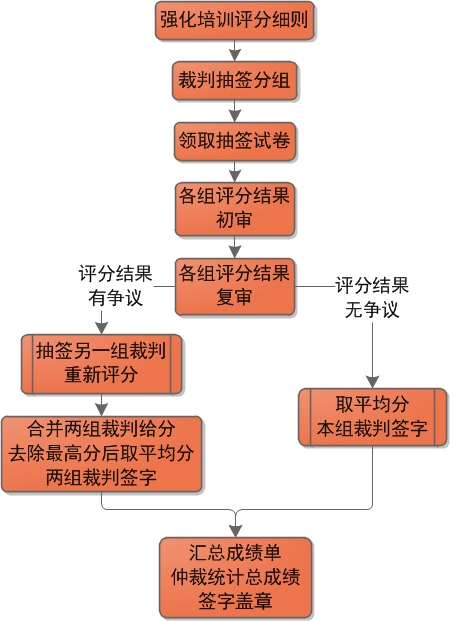 强化培训评分细则
裁判抽签分组
领取抽签试卷
各组评分结果
初审
各组评分结果
复审
评分结果
有争议
评分结果
无争议
抽签另一组裁判
重新评分
取平均分
本组裁判签字
合并两组裁判给分
去除最高分后取平均分
两组裁判签字
汇总成绩单
仲裁统计总成绩
签字盖章